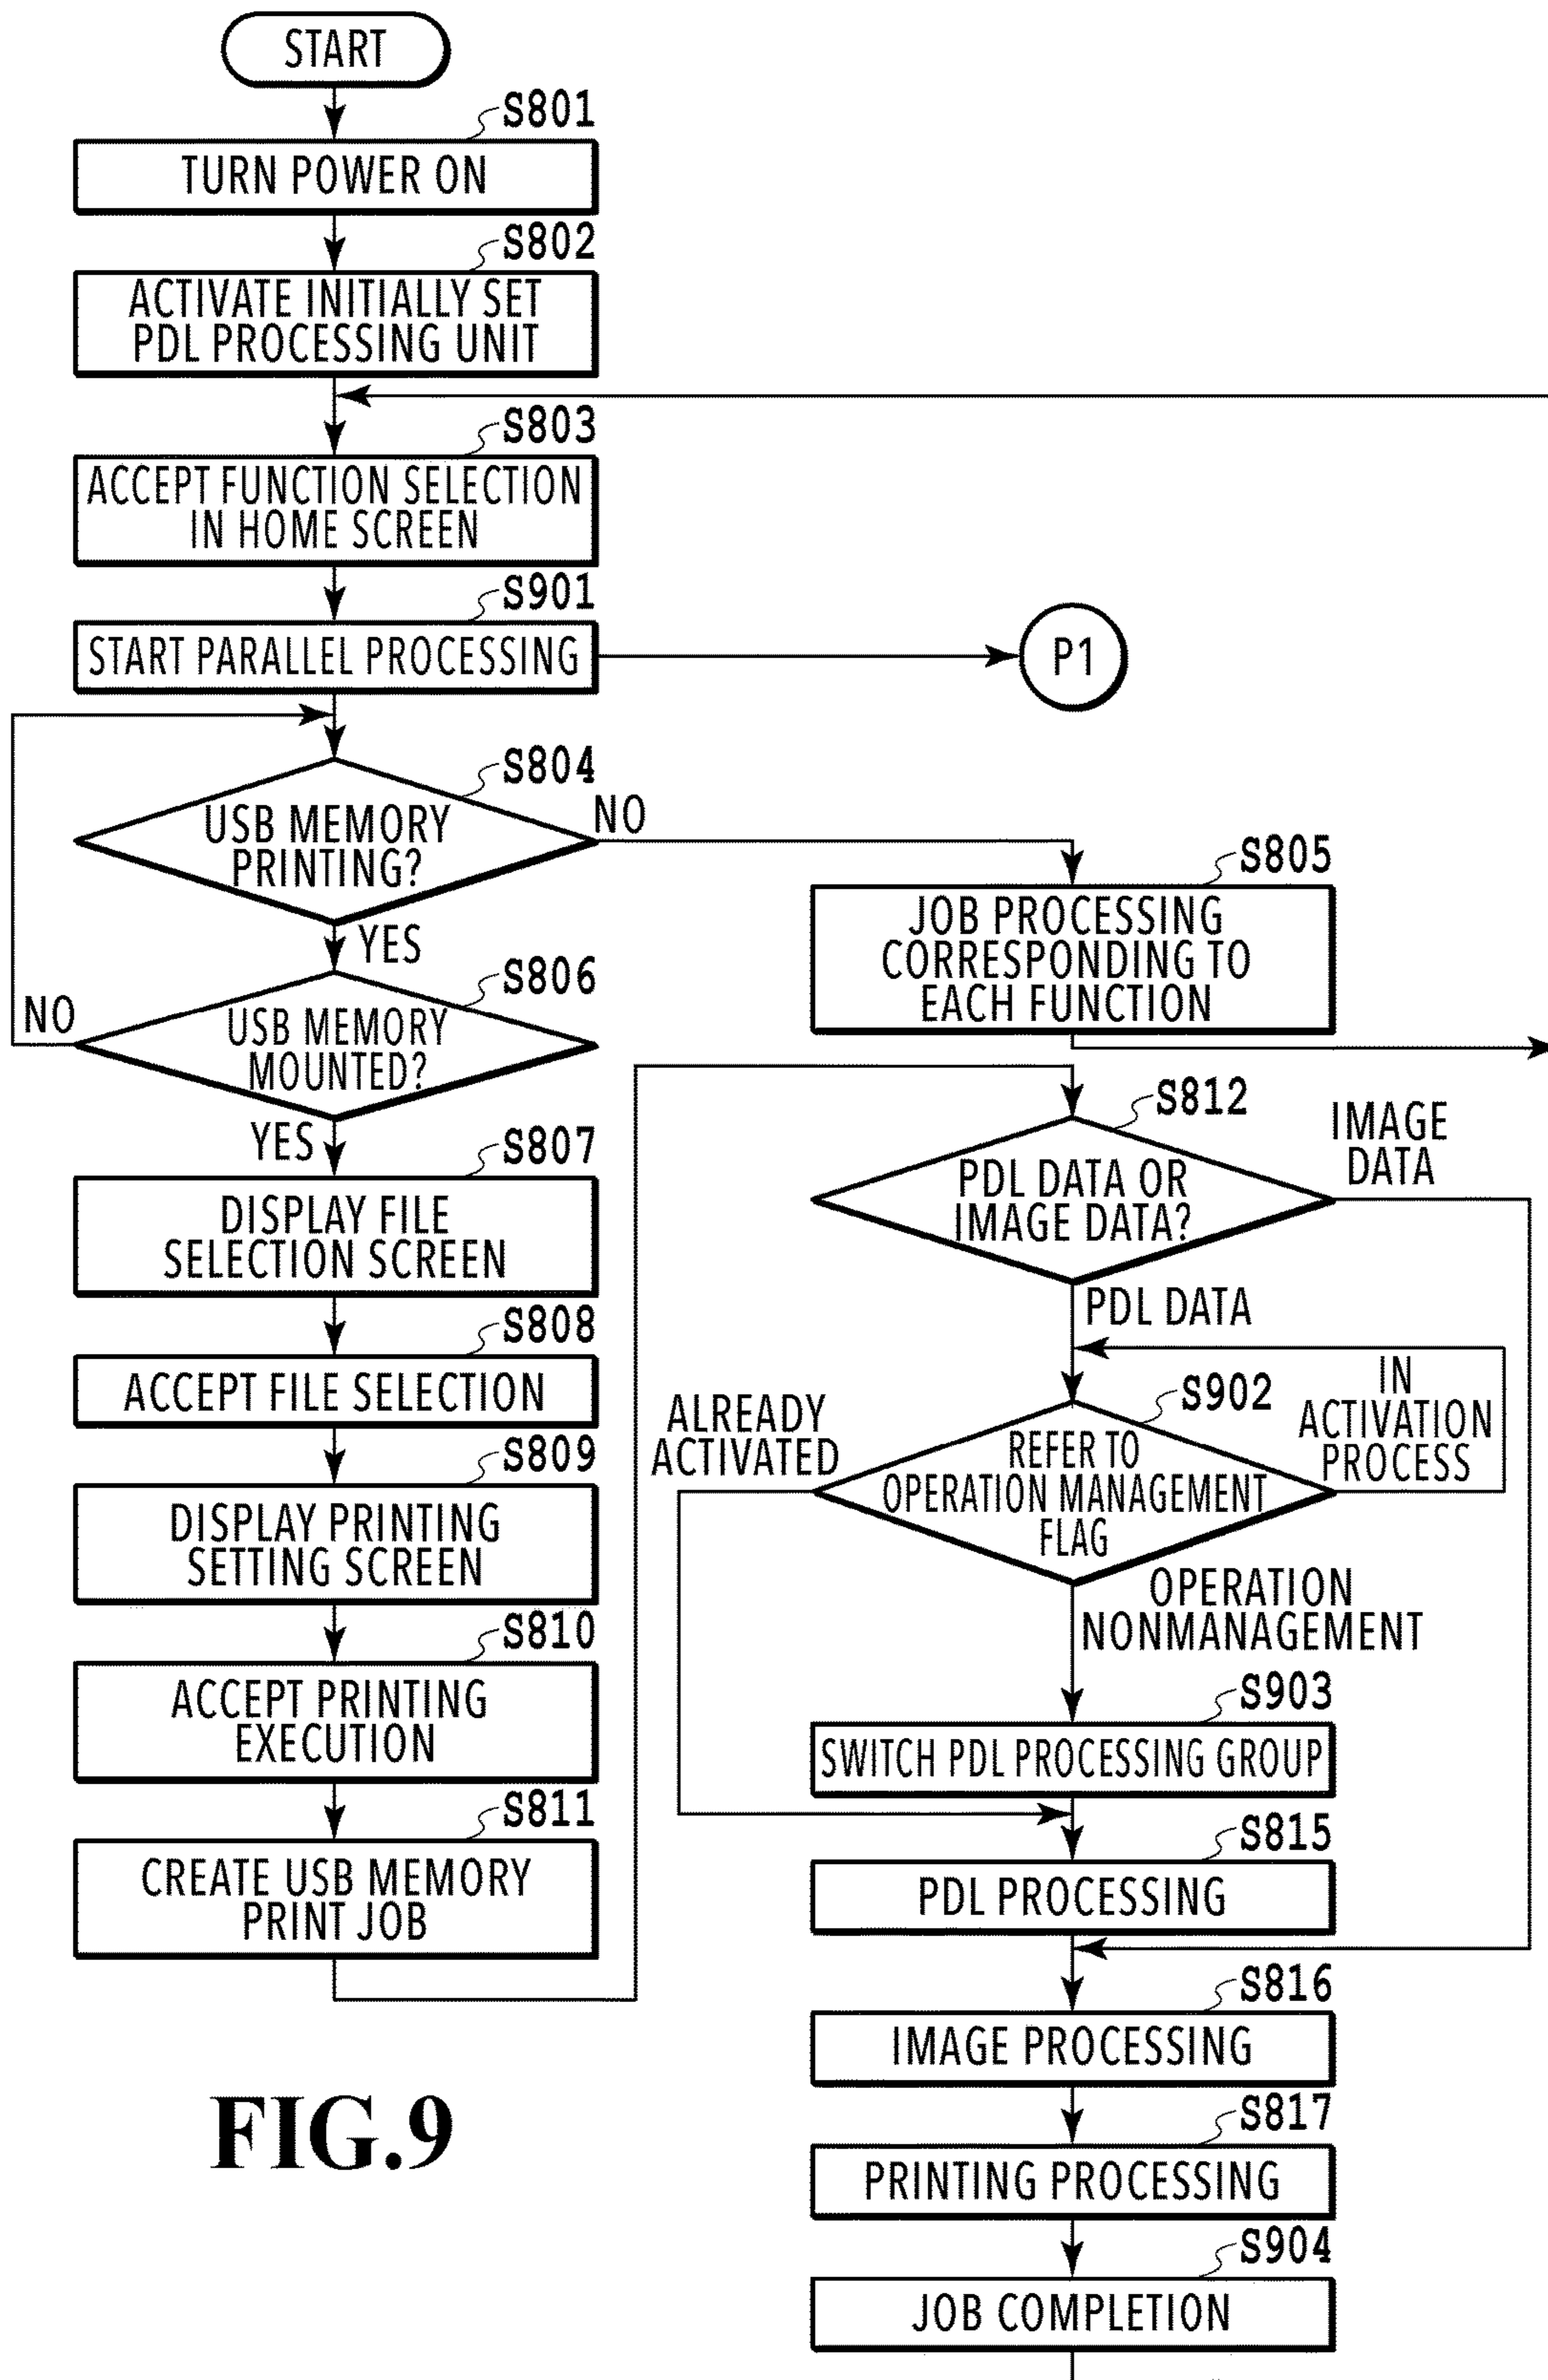 START
S801
TURN POWER ON
S802
ACTIVATE INITIALLY SET
PDL PROCESSING UNIT
S803
ACCEPT FUNCTION SELECTION
IN HOME SCREEN
S901
START PARALLEL PROCESSING
P1
S804
USB MEMORY
PRINTING?
NO
YES
S805
JOB PROCESSING
CORRESPONDING TO
EACH FUNCTION
S806
USB MEMORY
MOUNTED?
NO
YES
S807
DISPLAY FILE
SELECTION SCREEN
S808
ACCEPT FILE SELECTION
S809
DISPLAY PRINTING
SETTING SCREEN
S810
ACCEPT PRINTING
EXECUTION
S811
CREATE USB MEMORY
PRINT JOB
S812
PDL DATA OR
IMAGE DATA?
IMAGE
DATA
PDL DATA
S902
REFER TO
OPERATION MANAGEMENT
FLAG
ALREADY
ACTIVATED
IN
ACTIVATION
PROCESS
OPERATION
NONMANAGEMENT
S903
SWITCH PDL PROCESSING GROUP
S815
PDL PROCESSING
S816
IMAGE PROCESSING
S817
PRINTING PROCESSING
S904
JOB COMPLETION
FIG.9